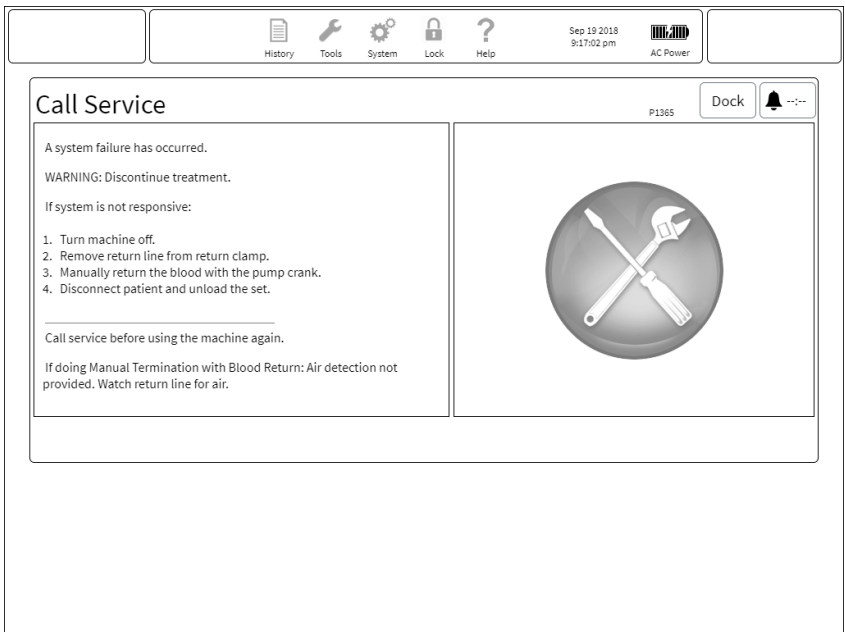 History
Tools
System
Lock
Help
Sep 19 2018
9:17:02 pm
AC Power
Call Service
P1365
Dock
--:--
A system failure has occurred.
WARNING: Discontinue treatment.
If system is not responsive:
1. Turn machine off.
2. Remove return line from return clamp.
3. Manually return the blood with the pump crank.
4. Disconnect patient and unload the set.
Call service before using the machine again.
If doing Manual Termination with Blood Return: Air detection not
provided. Watch return line for air.